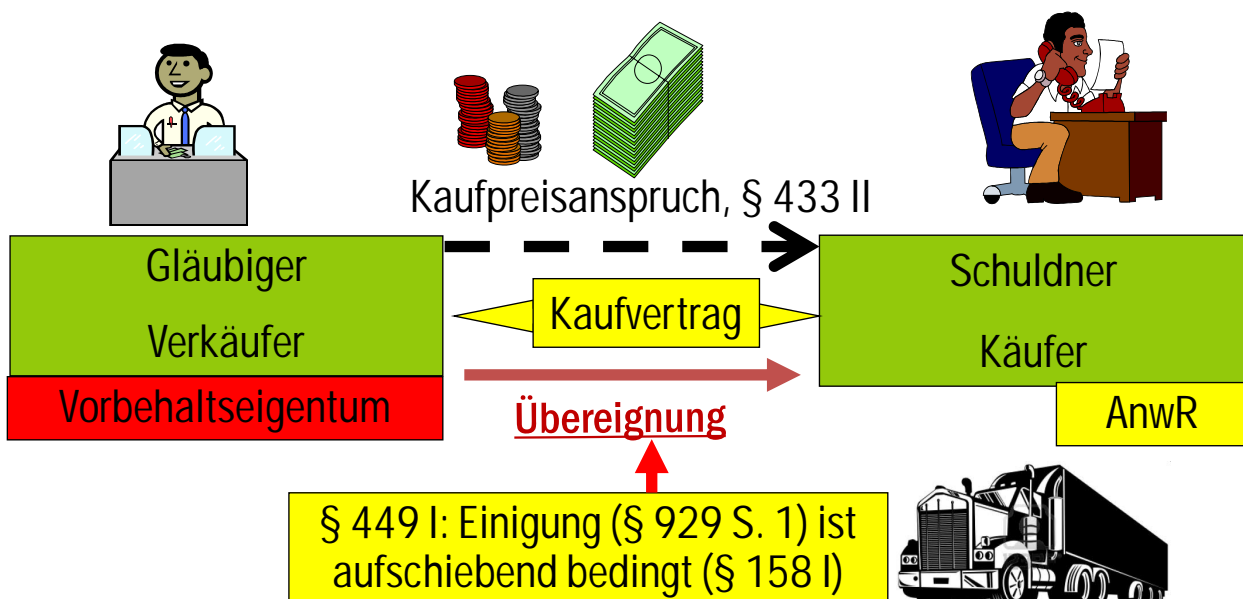 Kaufpreisanspruch, § 433 II
Gläubiger
Verkäufer
Vorbehaltseigentum
Kaufvertrag
Schuldner
Käufer
AnwR
Übereignung
§ 449 I: Einigung (§ 929 S. 1) ist
aufschiebend bedingt (§ 158 I)